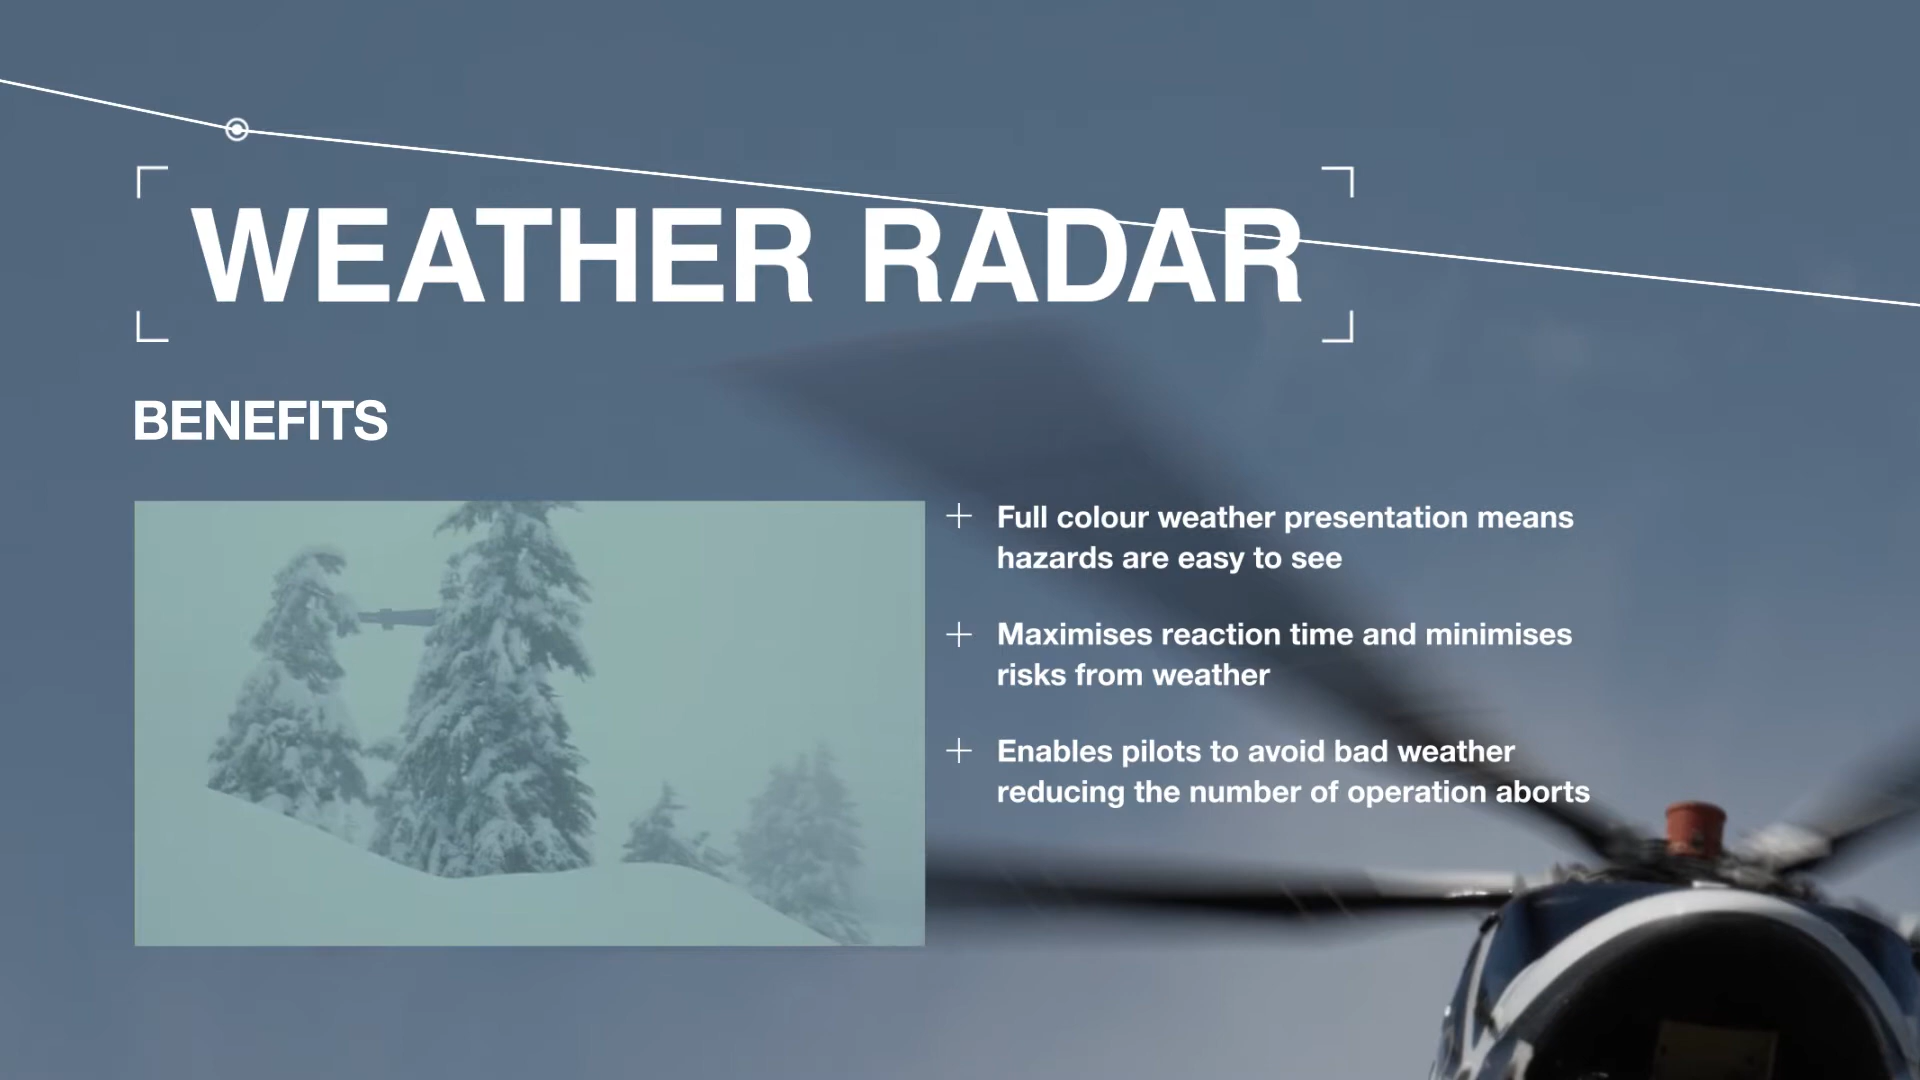 WEATHER RADAR
BENEFITS
Full colour weather presentation means
hazards are easy to see
Maximises reaction time and minimises
risks from weather
Enables pilots to avoid bad weather
reducing the number of operation aborts